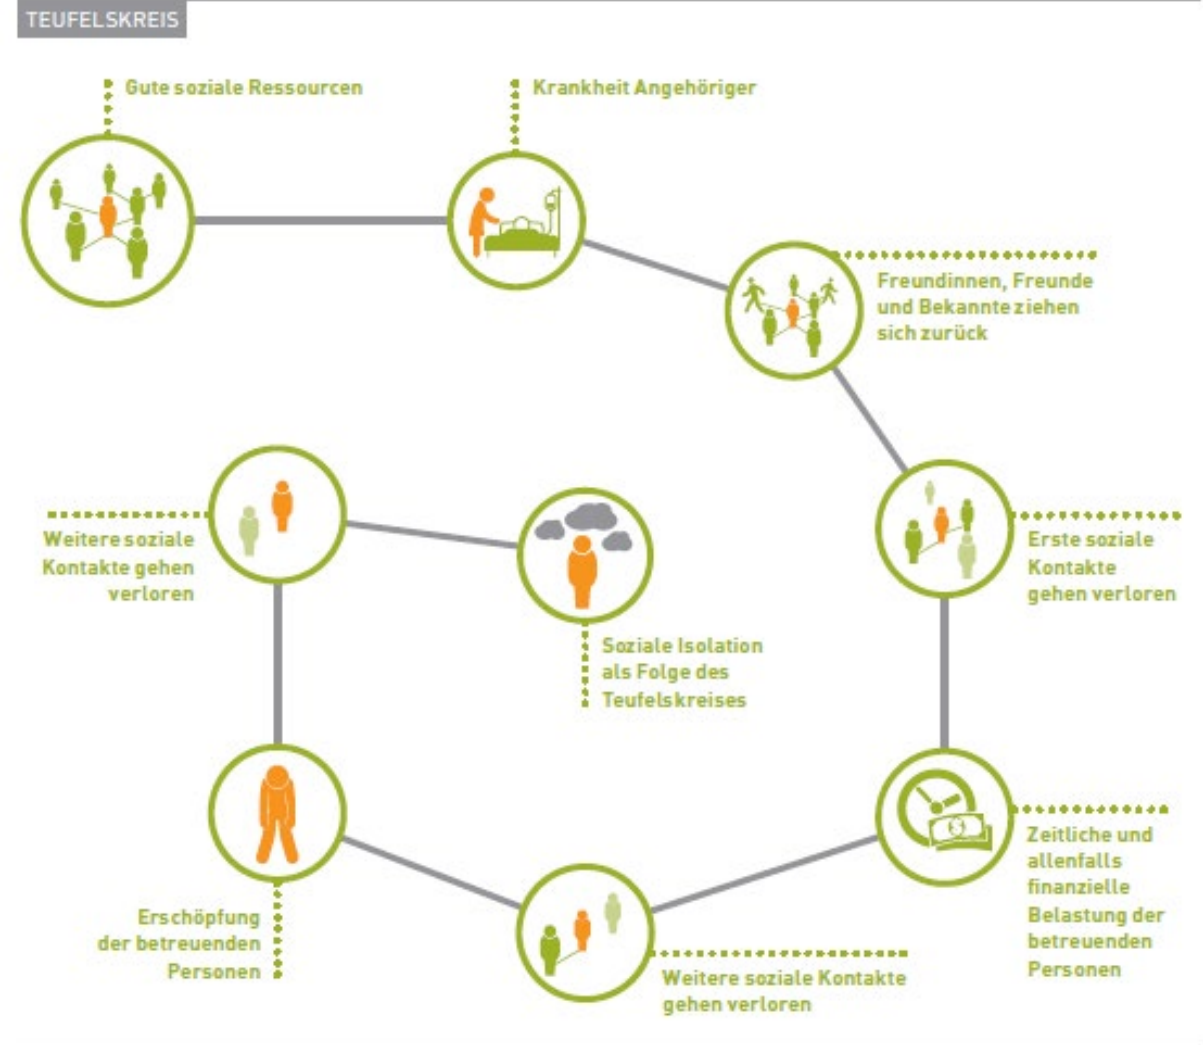 TEUFELSKREIS
Gute soziale Ressourcen
Krankheit Angehöriger
Freundinnen, Freunde
und Bekannte ziehen
sich zurück
Erste soziale
Kontakte
gehen verloren
Zeitliche und
allenfalls
finanzielle
Belastung der
betreuenden
Personen
Weitere soziale Kontakte
gehen verloren
Erschöpfung
der betreuenden
Personen
Weitere soziale
Kontakte gehen
verloren
Soziale Isolation
als Folge des
Teufelskreises